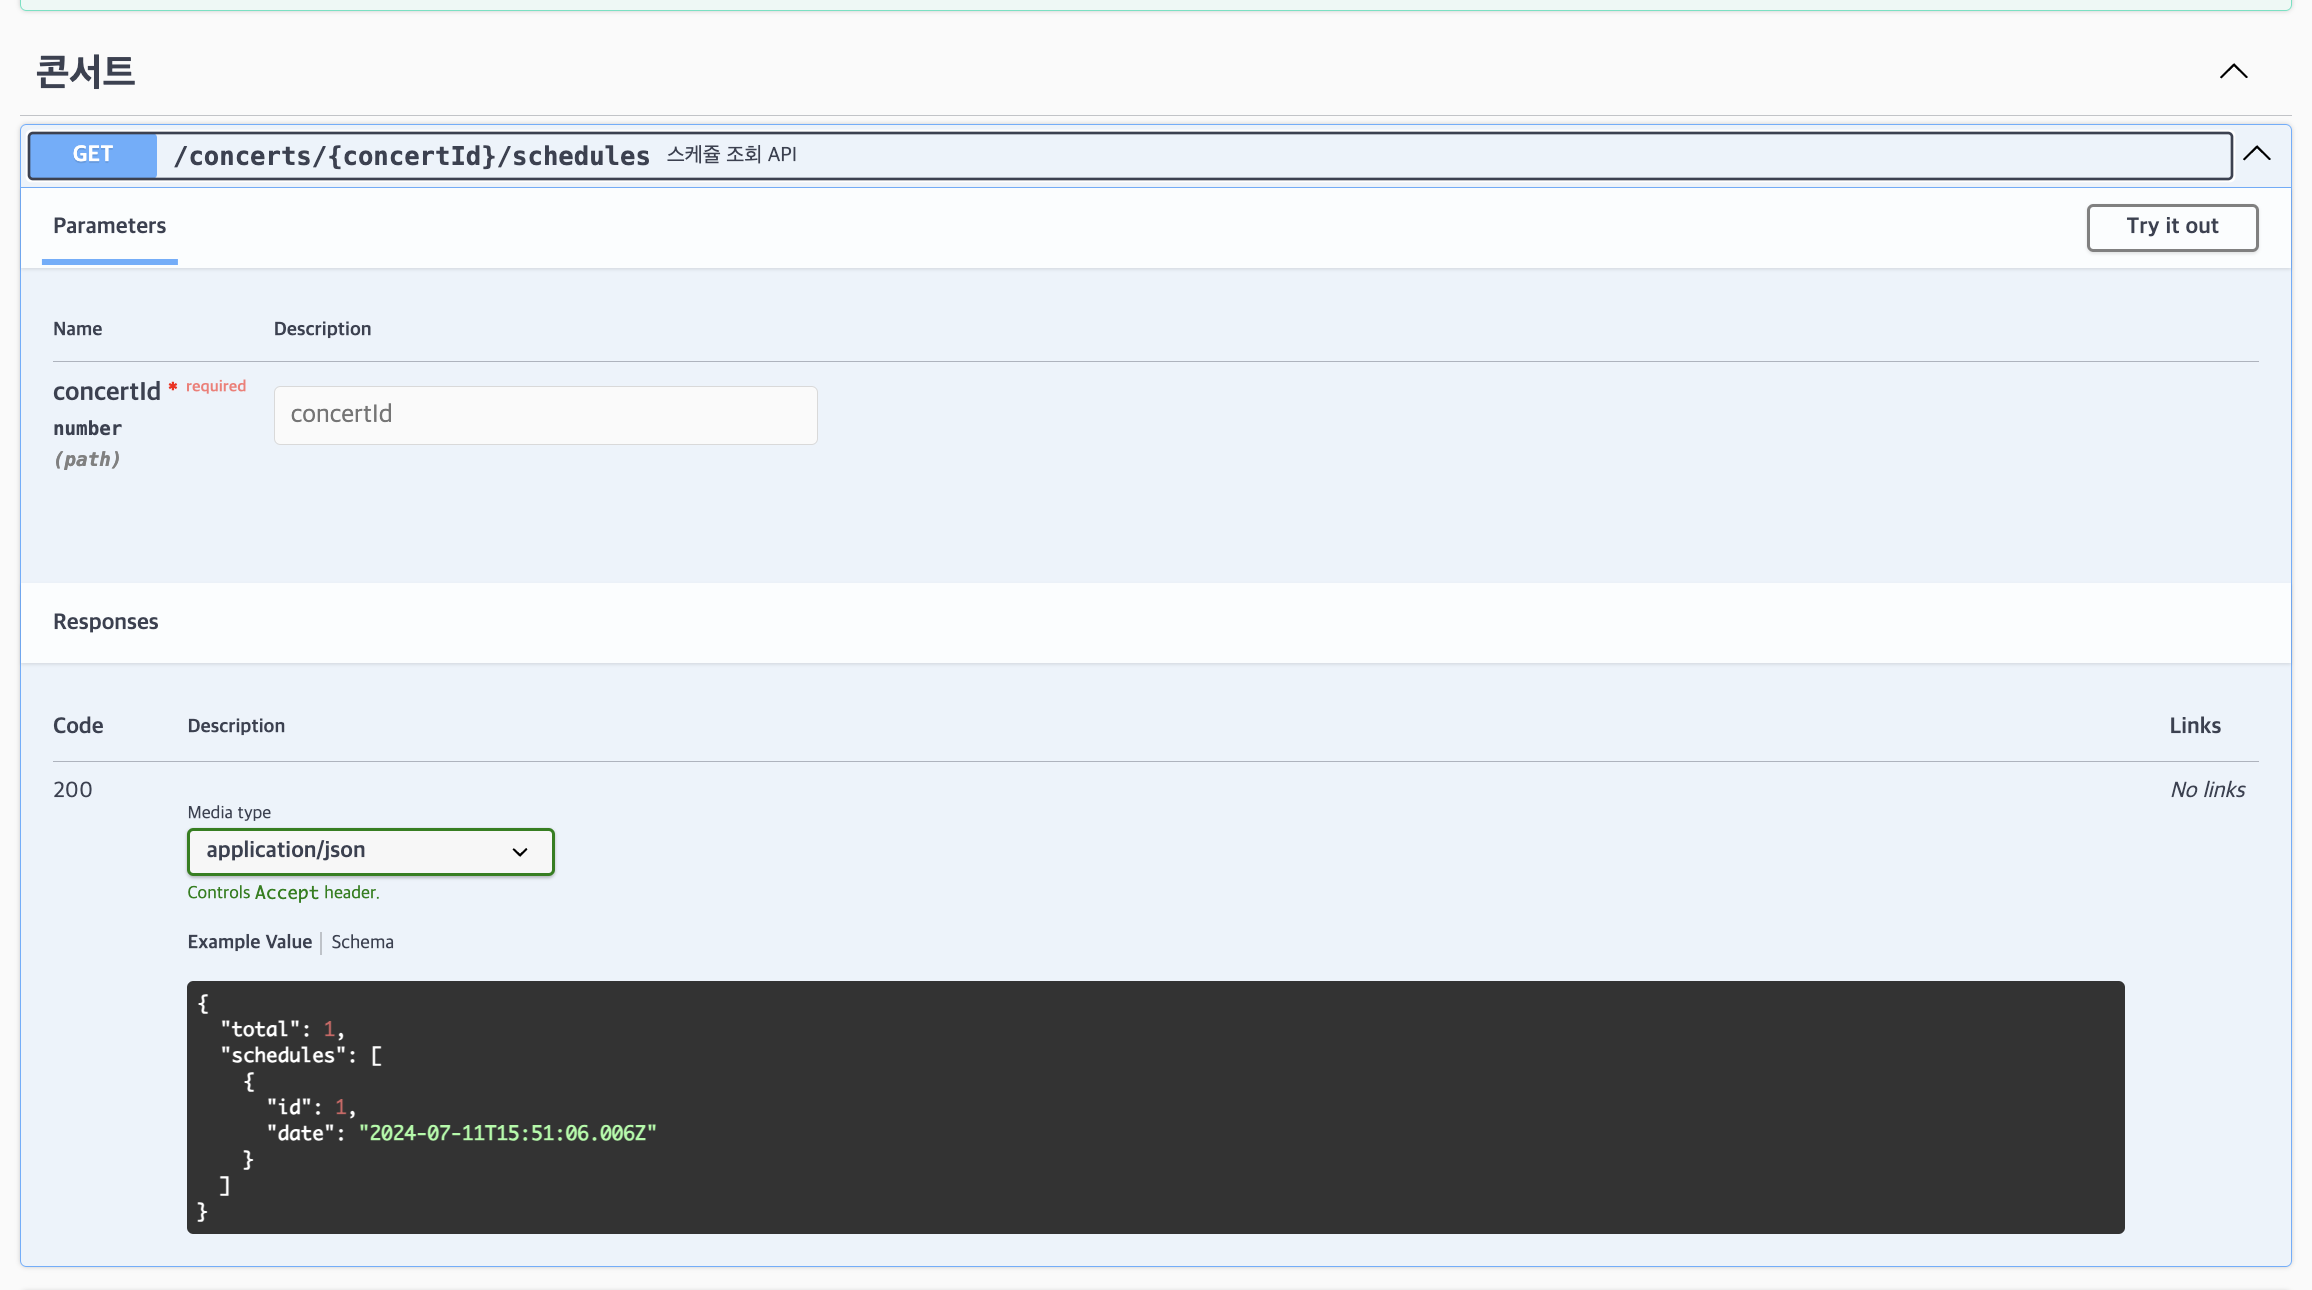 콘서트
GET /concerts/{concertId}/schedules 스케쥴 조회 API
Parameters Try it out
Name Description
concertId * required
number
(path)
concertId
Responses
Code Description Links
200 No links
Media type
application/json
Controls Accept header.
Example Value | Schema
{
  "total": 1,
  "schedules": [
    {
      "id": 1,
      "date": "2024-07-11T15:51:06.006Z"
    }
  ]
}